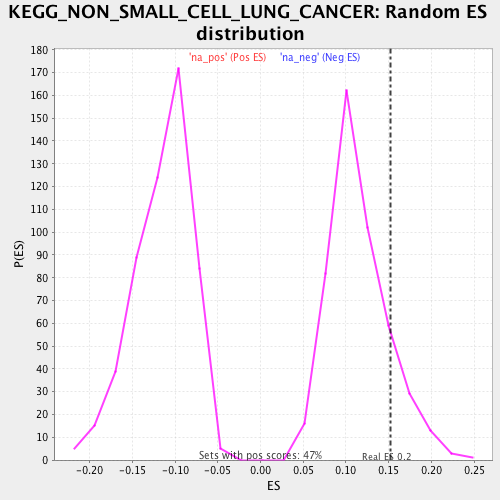 KEGG_NON_SMALL_CELL_LUNG_CANCER: Random ES
distribution
'na_pos' (Pos ES) 'na_neg' (Neg ES)
180
170
160
150
140
130
120
110
100
90
80
70
60
50
40
30
20
10
0
P(ES)
Sets with pos scores: 47%
Real ES 0.2
-0.20 -0.15 -0.10 -0.05 0.00 0.05 0.10 0.15 0.20 0.25
ES